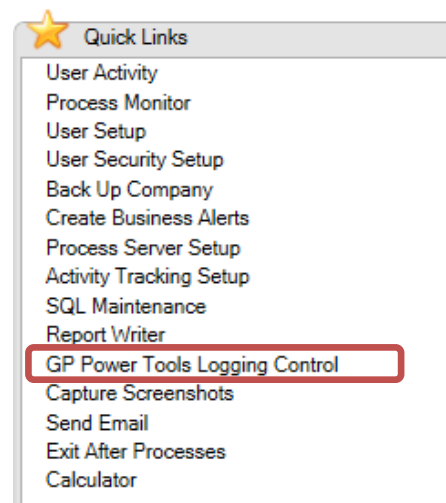 Quick Links
User Activity
Process Monitor
User Setup
User Security Setup
Back Up Company
Create Business Alerts
Process Server Setup
Activity Tracking Setup
SQL Maintenance
Report Writer
GP Power Tools Logging Control
Capture Screenshots
Send Email
Exit After Processes
Calculator